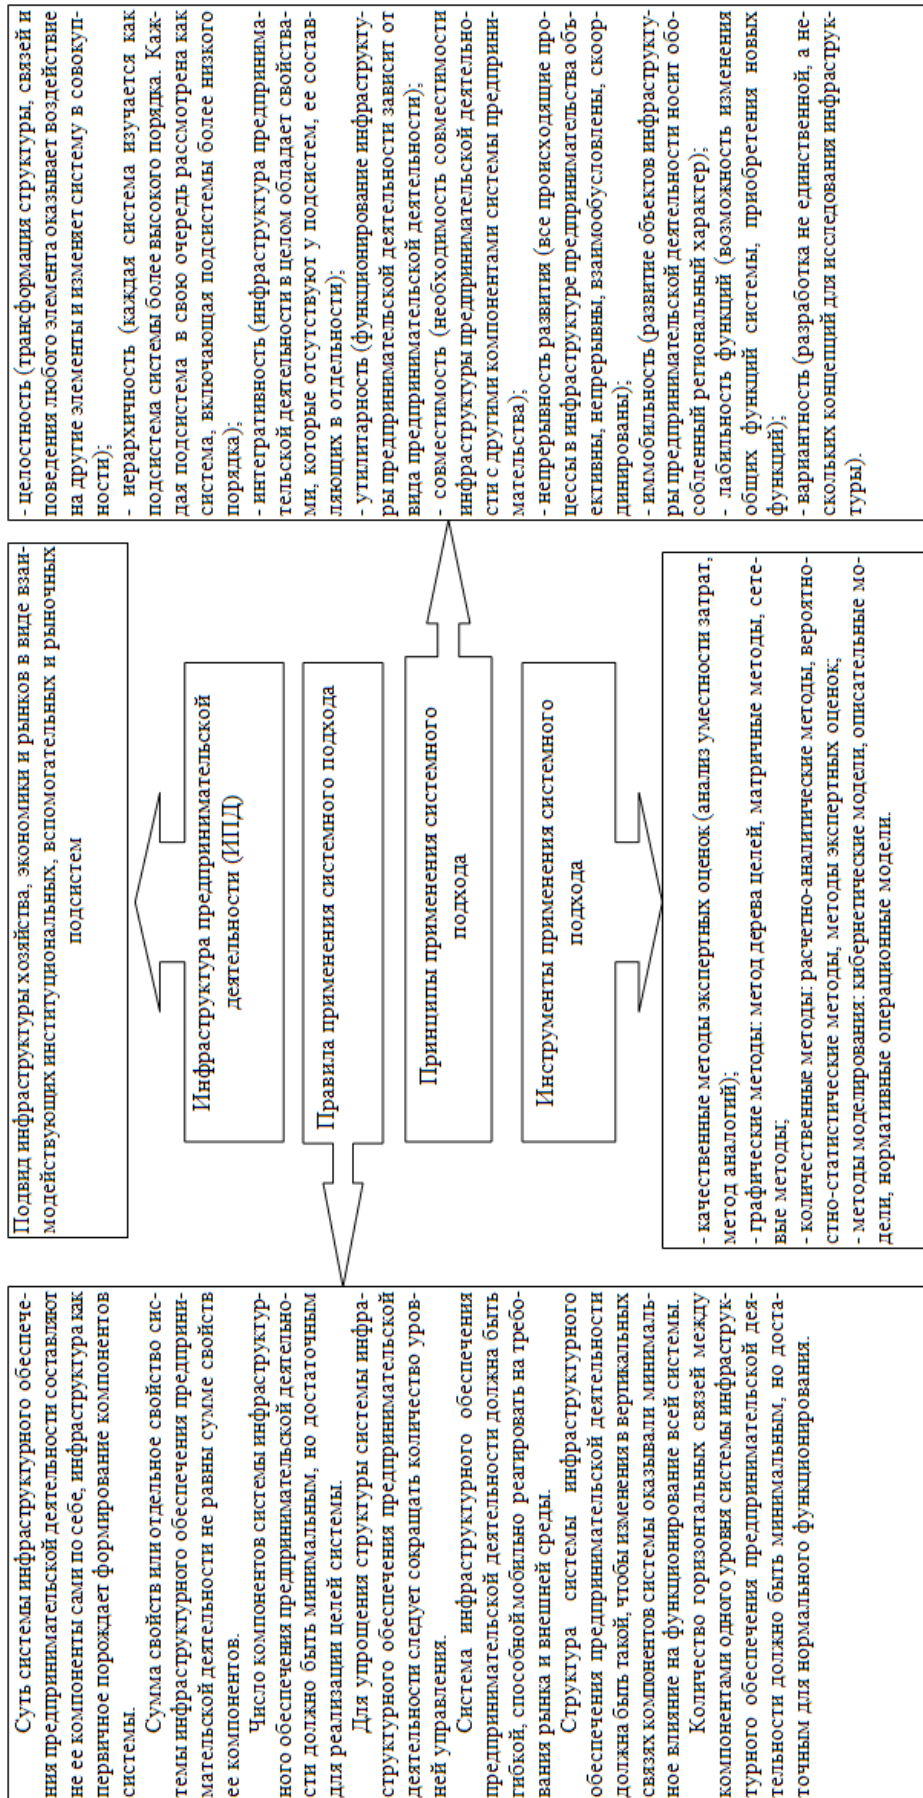 Суть системы инфраструктурного обеспече-
ния предпринимательской деятельности составляют
не ее компоненты сами по себе, инфраструктура как
первичное порождает формирование компонентов
системы.
Сумма свойств или отдельное свойство сис-
темы инфраструктурного обеспечения предприни-
мательской деятельности не равны сумме свойств
ее компонентов.
Число компонентов системы инфраструктур-
ного обеспечения предпринимательской деятельно-
сти должно быть минимальным, но достаточным
для реализации целей системы.
Для упрощения структуры системы инфра-
структурного обеспечения предпринимательской
деятельности следует сокращать количество уров-
ней управления.
Система инфраструктурного обеспечения
предпринимательской деятельности должна быть
гибкой, способной мобильно реагировать на требо-
вания рынка и внешней среды.
Структура системы инфраструктурного
обеспечения предпринимательской деятельности
должна быть такой, чтобы изменения в вертикальных
связях компонентов системы оказывали минималь-
ное влияние на функционирование всей системы.
Количество горизонтальных связей между
компонентами одного уровня системы инфраструк-
турного обеспечения предпринимательской дея-
тельности должно быть минимальным, но доста-
точным для нормального функционирования.
Подвид инфраструктуры хозяйства, экономики и рынков в виде взаи-
модействующих институциональных, вспомогательных и рыночных
подсистем
Инфраструктура предпринимательской
деятельности (ИПД)
Правила применения системного подхода
Принципы применения системного
подхода
Инструменты применения системного
подхода
- качественные методы экспертных оценок (анализ уместности затрат,
метод аналогий);
- графические методы: метод дерева целей, матричные методы, сете-
вые методы;
- количественные методы: расчетно-аналитические методы, вероятно-
стно-статистические методы, методы экспертных оценок;
- методы моделирования: кибернетические модели, описательные мо-
дели, нормативные операционные модели.
- целостность (трансформация структуры, связей и
поведения любого элемента оказывает воздействие
на другие элементы и изменяет систему в совокуп-
ности);
- иерархичность (каждая система изучается как
подсистема системы более высокого порядка. Каж-
дая подсистема в свою очередь рассмотрена как
система, включающая подсистемы более низкого
порядка);
- интегративность (инфраструктура предпринима-
тельской деятельности в целом обладает свойства-
ми, которые отсутствуют у подсистем, ее состав-
ляющих в отдельности);
- утилитарность (функционирование инфраструкту-
ры предпринимательской деятельности зависит от
вида предпринимательской деятельности);
- совместимость (необходимость совместимости
инфраструктуры предпринимательской деятельно-
сти с другими компонентами системы предприни-
мательства);
- непрерывность развития (все происходящие про-
цессы в инфраструктуре предпринимательства объ-
ективны, непрерывны, взаимообусловлены, скоор-
динированы);
- иммобильность (развитие объектов инфраструкту-
ры предпринимательской деятельности носит обо-
собленный региональный характер);
- лабильность функций (возможность изменения
общих функций системы, приобретения новых
функций);
- вариантность (разработка не единственной, а не-
скольких концепций для исследования инфраструк-
туры).